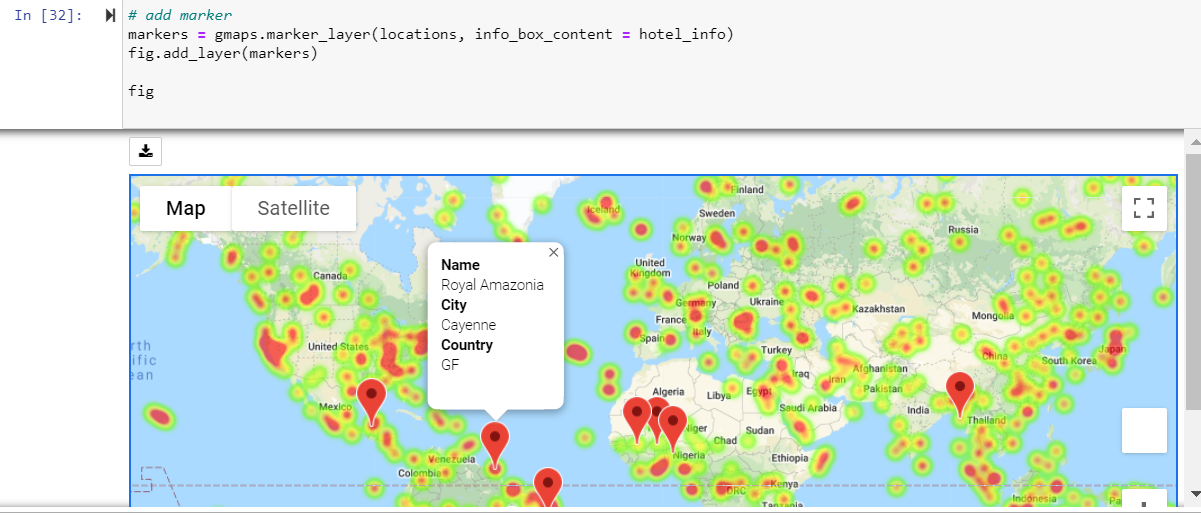 In [32]:
# add marker
markers = gmaps.marker_layer(locations, info_box_content = hotel_info)
fig.add_layer(markers)
fig
Map
Satellite
Finland
Iceland
Sweden
Russia
Norway
Name
Royal Amazonia
City
Cayenne
Country
GF
Canada
United
Kingdom
Poland
Germany
Ukraine
Kazakhstan
Mongolia
France
Italy
Spain
United States
Turkey
China
South Korea
Japan
Iraq
Iran
Afghanistan
Pakistan
Algeria
Libya
Egypt
Saudi Arabia
India
Thailand
Mexico
Niger
Chad
Sudan
Nigeria
Ethiopia
Venezuela
Colombia
DRC
Kenya
Tanzania
Indonesia